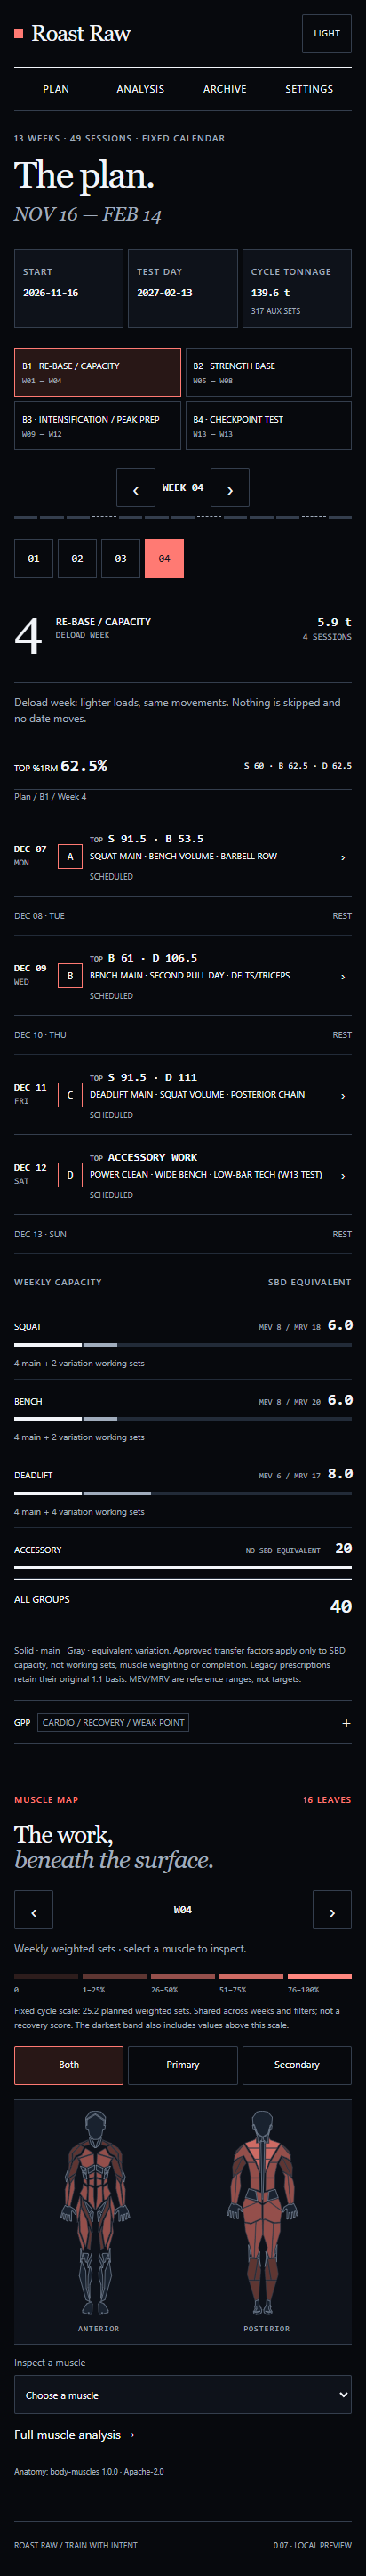 Roast Raw
LIGHT
PLAN ANALYSIS ARCHIVE SETTINGS
13 WEEKS · 49 SESSIONS · FIXED CALENDAR
The plan.
NOV 16 — FEB 14
START
2026-11-16
TEST DAY
2027-02-13
CYCLE TONNAGE
139.6 t
317 AUX SETS
B1 · RE-BASE / CAPACITY
W01 — W04
B2 · STRENGTH BASE
W05 — W08
B3 · INTENSIFICATION / PEAK PREP
W09 — W12
B4 · CHECKPOINT TEST
W13 — W13
‹ WEEK 04 ›
01 02 03 04
4
RE-BASE / CAPACITY
DELOAD WEEK
5.9 t
4 SESSIONS
Deload week: lighter loads, same movements. Nothing is skipped and
no date moves.
TOP %1RM 62.5% S 60 · B 62.5 · D 62.5
Plan / B1 / Week 4
DEC 07
MON
A
TOP S 91.5 · B 53.5
SQUAT MAIN · BENCH VOLUME · BARBELL ROW
SCHEDULED
›
DEC 08 · TUE REST
DEC 09
WED
B
TOP B 61 · D 106.5
BENCH MAIN · SECOND PULL DAY · DELTS/TRICEPS
SCHEDULED
›
DEC 10 · THU REST
DEC 11
FRI
C
TOP S 91.5 · D 111
DEADLIFT MAIN · SQUAT VOLUME · POSTERIOR CHAIN
SCHEDULED
›
DEC 12
SAT
D
TOP ACCESSORY WORK
POWER CLEAN · WIDE BENCH · LOW-BAR TECH (W13 TEST)
SCHEDULED
›
DEC 13 · SUN REST
WEEKLY CAPACITY SBD EQUIVALENT
SQUAT MEV 8 / MRV 18 6.0
4 main + 2 variation working sets
BENCH MEV 8 / MRV 20 6.0
4 main + 2 variation working sets
DEADLIFT MEV 6 / MRV 17 8.0
4 main + 4 variation working sets
ACCESSORY NO SBD EQUIVALENT 20
ALL GROUPS 40
Solid · main Gray · equivalent variation. Approved transfer factors apply only to SBD
capacity, not working sets, muscle weighting or completion. Legacy prescriptions
retain their original 1:1 basis. MEV/MRV are reference ranges, not targets.
GPP CARDIO / RECOVERY / WEAK POINT +
MUSCLE MAP 16 LEAVES
The work,
beneath the surface.
‹ W04 ›
Weekly weighted sets · select a muscle to inspect.
0 1–25% 26–50% 51–75% 76–100%
Fixed cycle scale: 25.2 planned weighted sets. Shared across weeks and filters; not a
recovery score. The darkest band also includes values above this scale.
Both Primary Secondary
ANTERIOR POSTERIOR
Inspect a muscle
Choose a muscle
Full muscle analysis →
Anatomy: body-muscles 1.0.0 · Apache-2.0
ROAST RAW / TRAIN WITH INTENT 0.07 · LOCAL PREVIEW